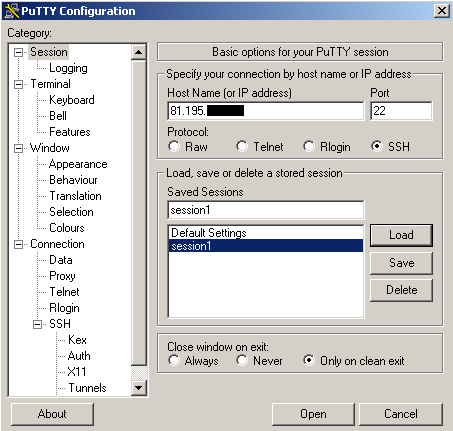 PuTTY Configuration
Category:
Session
Logging
Terminal
Keyboard
Bell
Features
Window
Appearance
Behaviour
Translation
Selection
Colours
Connection
Data
Proxy
Telnet
Rlogin
SSH
Kex
Auth
X11
Tunnels
Basic options for your PuTTY session
Specify your connection by host name or IP address
Host Name (or IP address) Port
81.195. 22
Protocol:
Raw Telnet Rlogin SSH
Load, save or delete a stored session
Saved Sessions
session1
Default Settings
session1
Load
Save
Delete
Close window on exit:
Always Never Only on clean exit
About Open Cancel